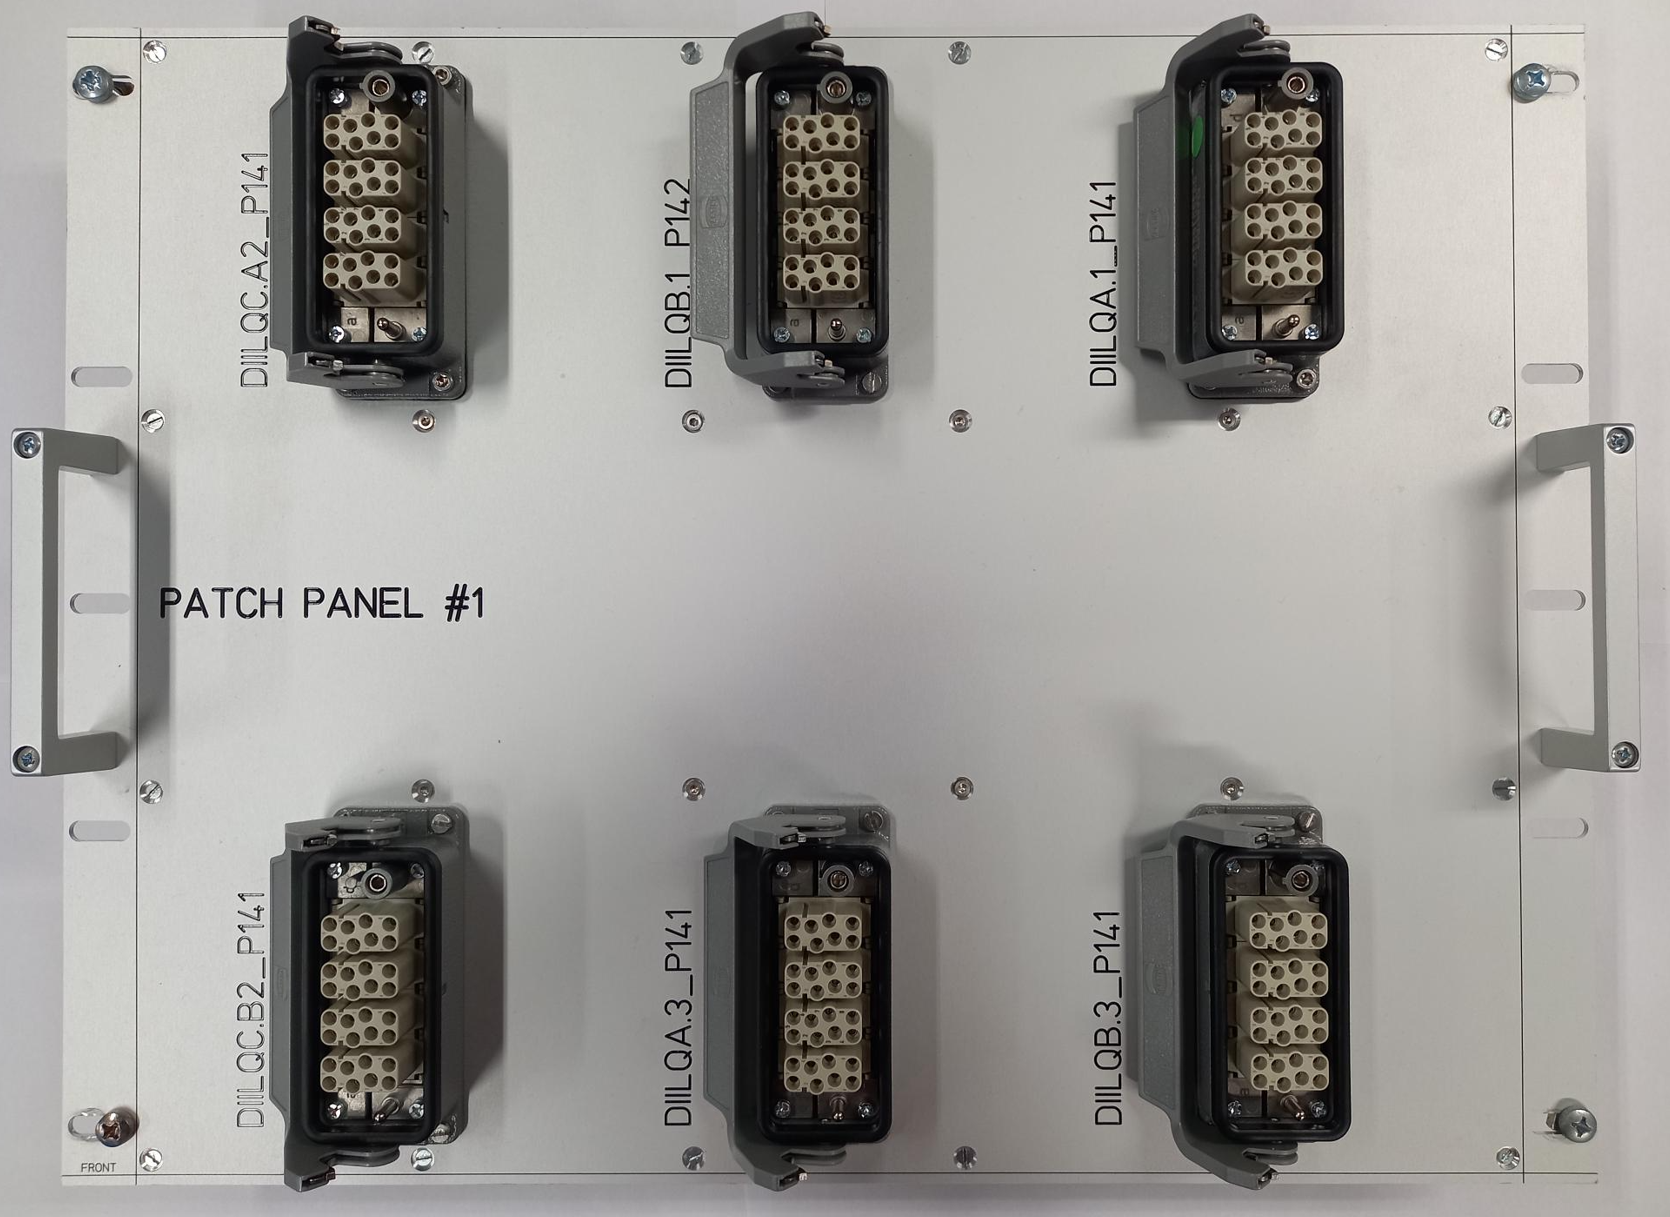 DIILQC.A2_P141
DIILQB.1_P142
DIILQA.1_P141
PATCH PANEL #1
DIILQC.B2_P141
DIILQA.3_P141
DIILQB.3_P141
FRONT